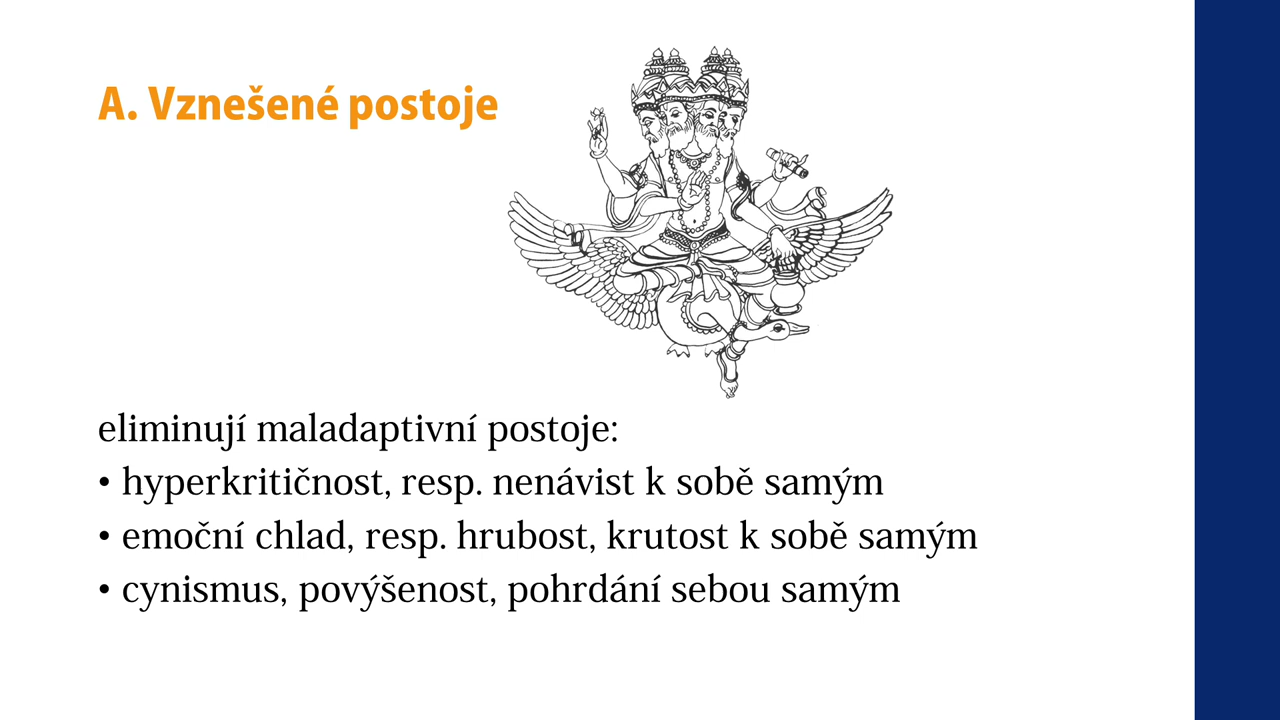 A. Vznešené postoje
eliminují maladaptivní postoje:
• hyperkritičnost, resp. nenávist k sobě samým
• emoční chlad, resp. hrubost, krutost k sobě samým
• cynismus, povýšenost, pohrdání sebou samým